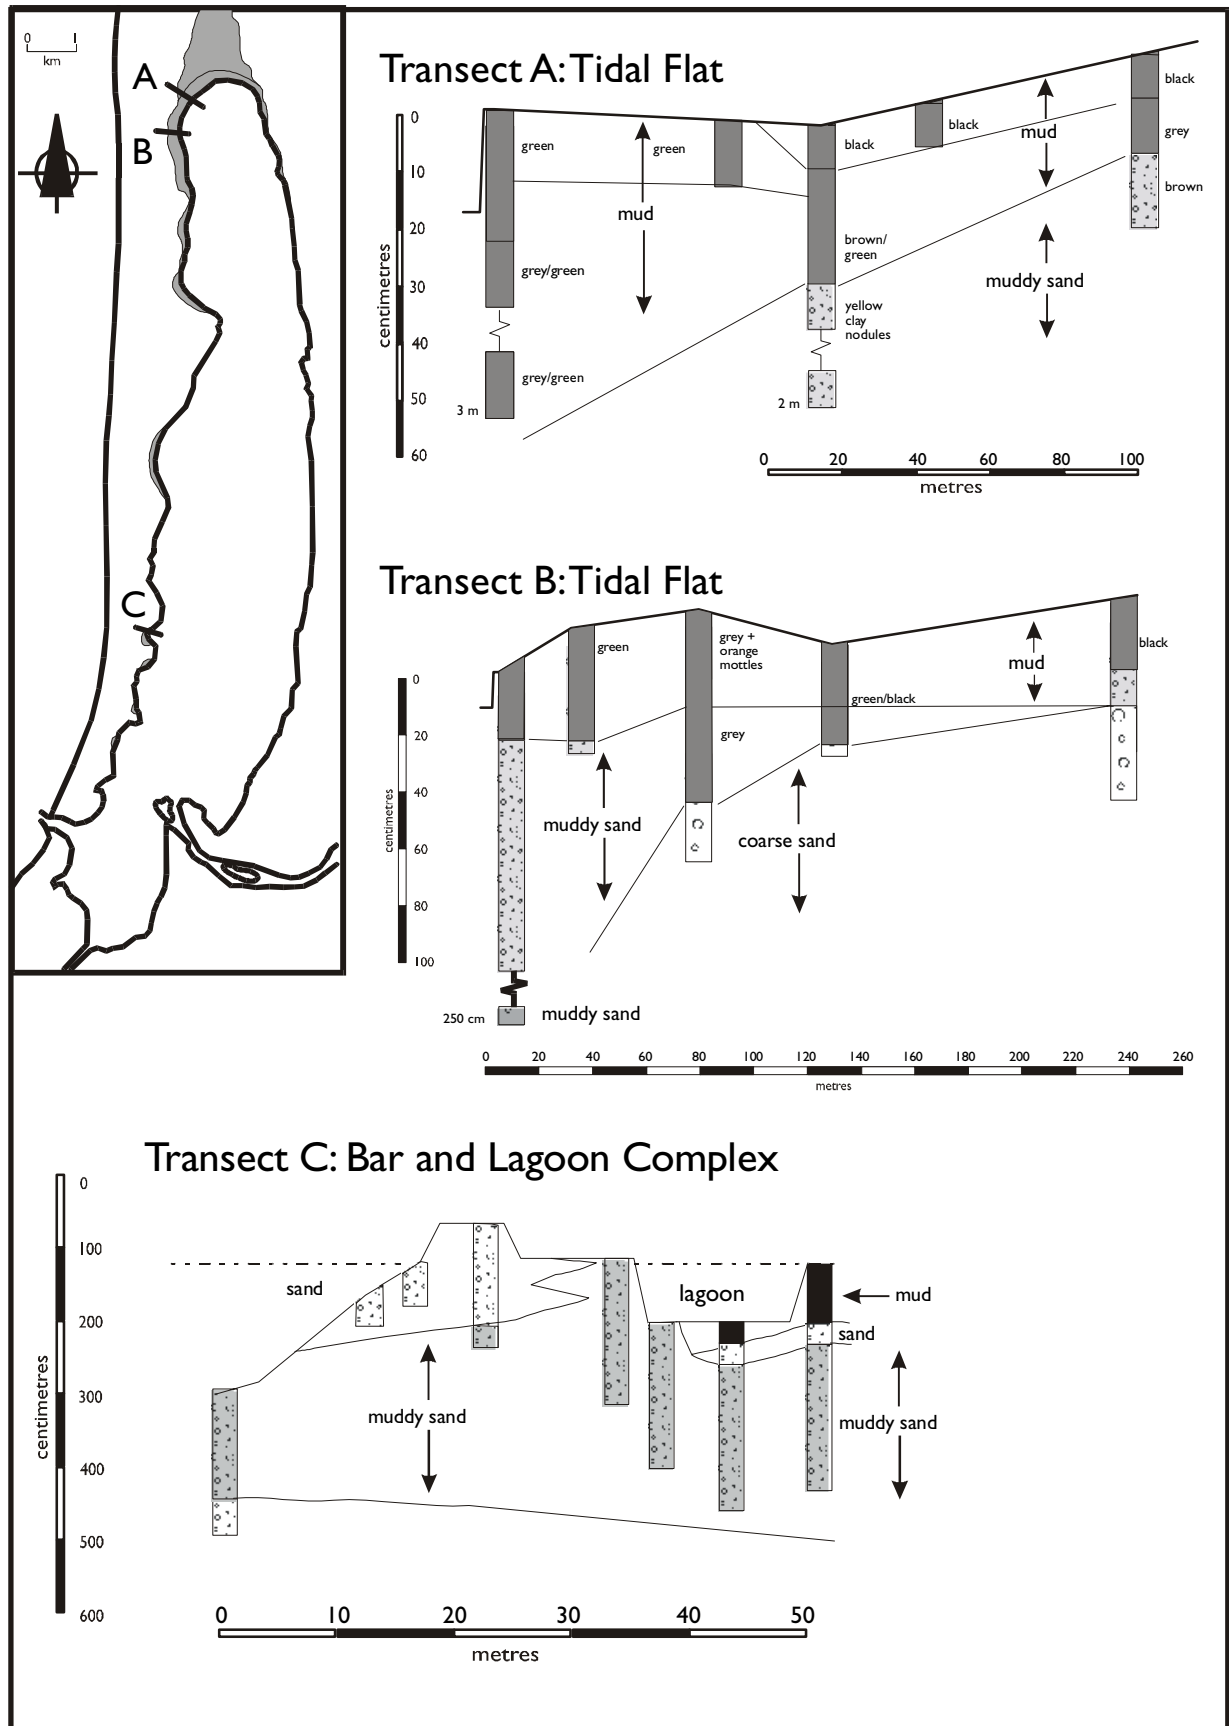 0 1
km
A
B
C
Transect A: Tidal Flat
0
10
20
30
40
50
60
centimetres
green
grey/green
grey/green
3 m
mud
green
black
brown/
green
yellow
clay
nodules
2 m
black
mud
muddy sand
black
grey
brown
0 20 40 60 80 100
metres
Transect B: Tidal Flat
0
20
40
60
80
100
centimetres
green
grey +
orange
mottles
grey
green/black
mud
black
muddy sand
coarse sand
250 cm
muddy sand
0 20 40 60 80 100 120 140 160 180 200 220 240 260
metres
Transect C: Bar and Lagoon Complex
0
100
200
300
400
500
600
centimetres
sand
lagoon
mud
sand
muddy sand
muddy sand
0 10 20 30 40 50
metres